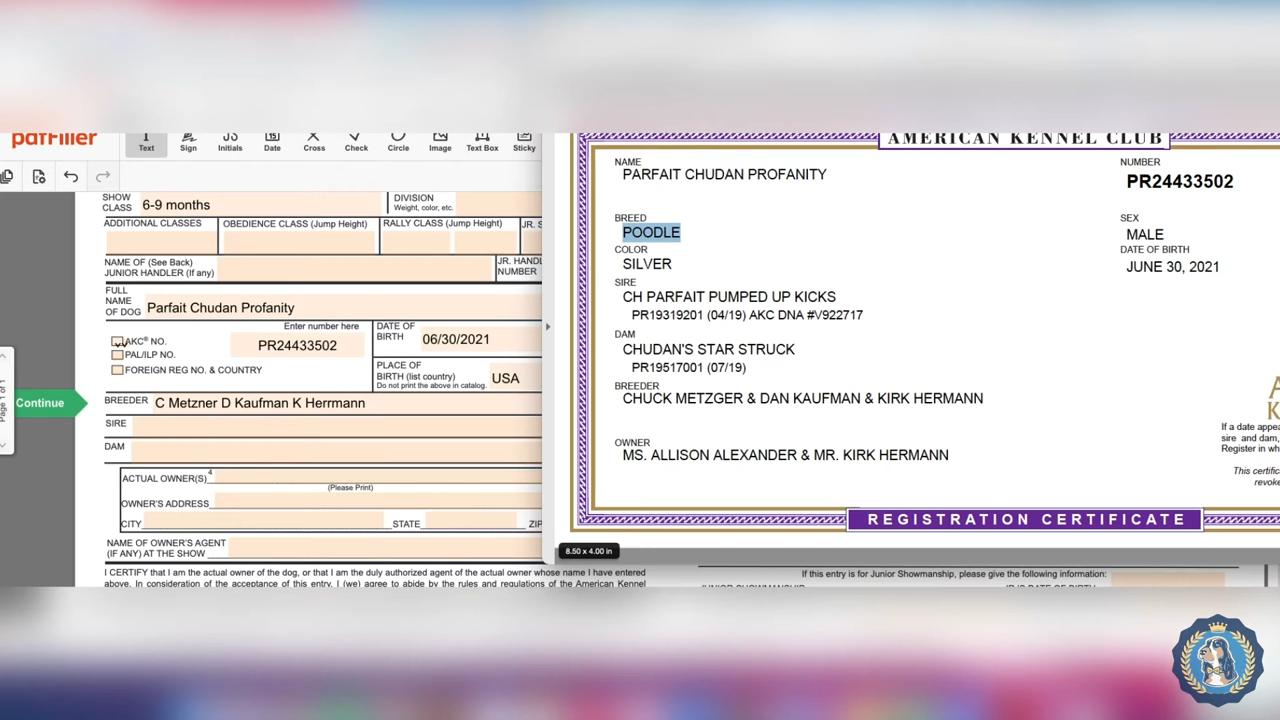 pdfFiller
Text Sign Initials Date Cross Check Circle Image Text Box Sticky
SHOW CLASS 6-9 months
DIVISION
Weight, color, etc.
ADDITIONAL CLASSES OBEDIENCE CLASS (Jump Height) RALLY CLASS (Jump Height) JR. S
NAME OF (See Back)
JUNIOR HANDLER (if any)
JR. HANDL
NUMBER
FULL
NAME
OF DOG Parfait Chudan Profanity
Enter number here
AKC® NO.
PAL/ILP NO.
FOREIGN REG NO. & COUNTRY
PR24433502
DATE OF
BIRTH 06/30/2021
PLACE OF
BIRTH (list country)
Do not print the above in catalog.
USA
Page 1 of 1
Continue
BREEDER C Metzner D Kaufman K Herrmann
SIRE
DAM
ACTUAL OWNER(S) 4
(Please Print)
OWNER'S ADDRESS
CITY STATE ZIP
NAME OF OWNER'S AGENT
(IF ANY) AT THE SHOW
I CERTIFY that I am the actual owner of the dog, or that I am the duly authorized agent of the actual owner whose name I have entered
above. In consideration of the acceptance of this entry, I (we) agree to abide by the rules and regulations of the American Kennel
AMERICAN KENNEL CLUB
NAME
PARFAIT CHUDAN PROFANITY
NUMBER
PR24433502
BREED
POODLE
SEX
MALE
COLOR
SILVER
DATE OF BIRTH
JUNE 30, 2021
SIRE
CH PARFAIT PUMPED UP KICKS
PR19319201 (04/19) AKC DNA #V922717
DAM
CHUDAN'S STAR STRUCK
PR19517001 (07/19)
BREEDER
CHUCK METZGER & DAN KAUFMAN & KIRK HERMANN
OWNER
MS. ALLISON ALEXANDER & MR. KIRK HERMANN
A
K
If a date appea
sire and dam,
Register in wh
This certific
revoke
REGISTRATION CERTIFICATE
8.50 x 4.00 in
If this entry is for Junior Showmanship, please give the following information: